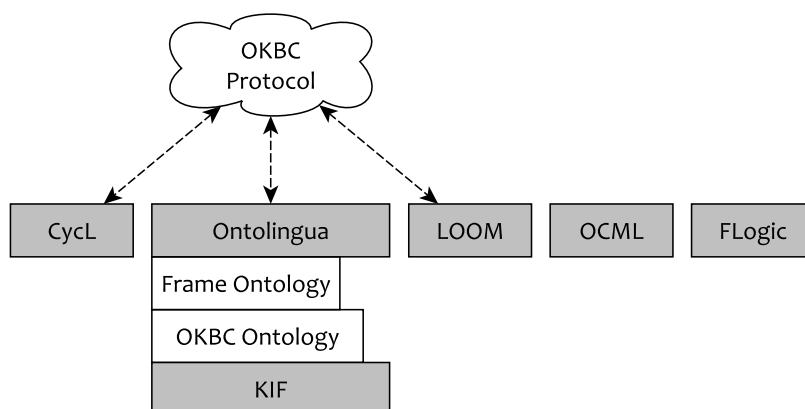 OKBC
Protocol
CycL
Ontolingua
LOOM
OCML
FLogic
Frame Ontology
OKBC Ontology
KIF